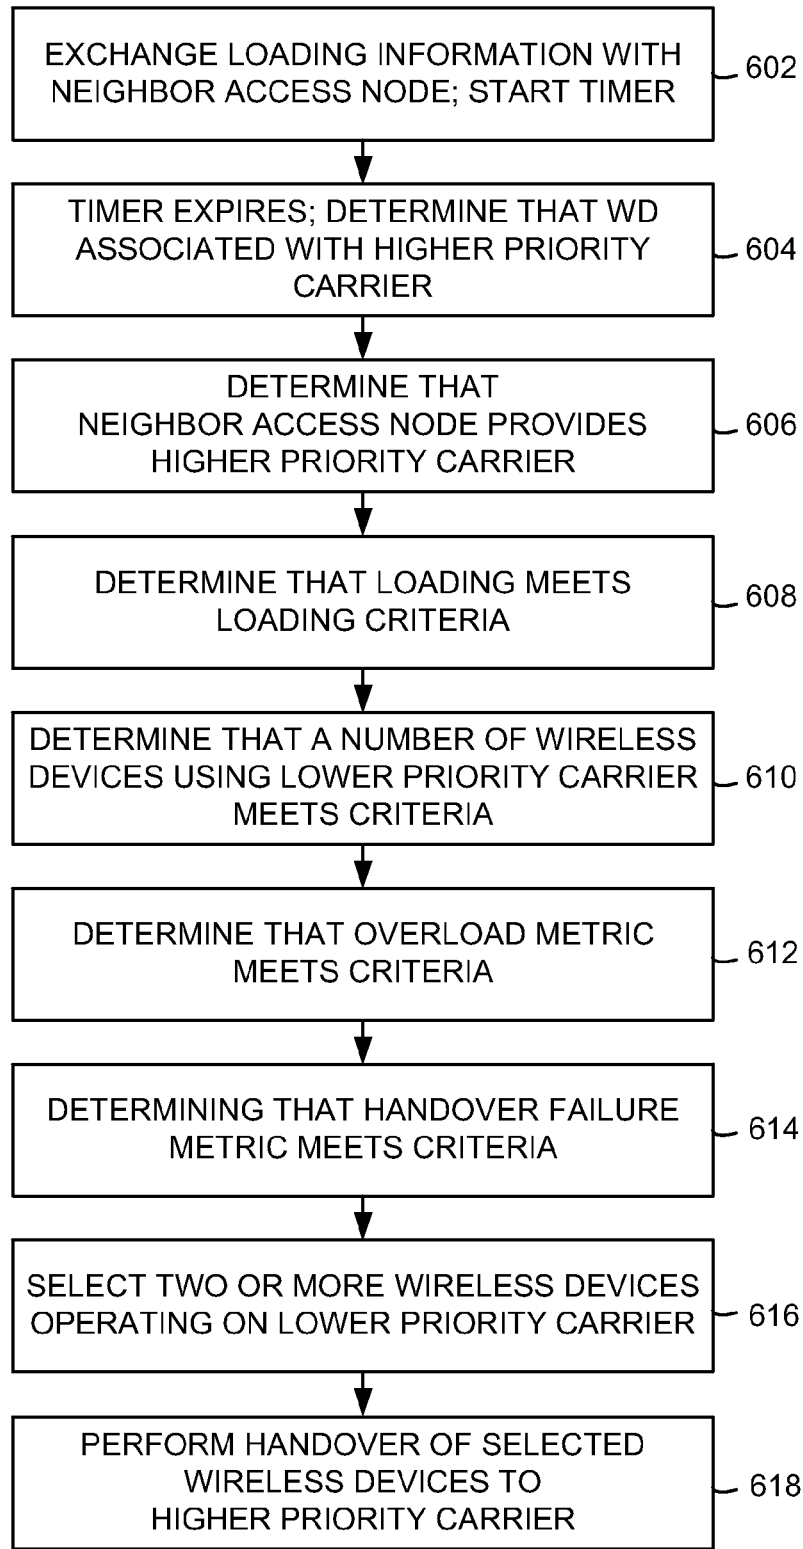 EXCHANGE LOADING INFORMATION WITH
NEIGHBOR ACCESS NODE; START TIMER
602
TIMER EXPIRES; DETERMINE THAT WD
ASSOCIATED WITH HIGHER PRIORITY
CARRIER
604
DETERMINE THAT
NEIGHBOR ACCESS NODE PROVIDES
HIGHER PRIORITY CARRIER
606
DETERMINE THAT LOADING MEETS
LOADING CRITERIA
608
DETERMINE THAT A NUMBER OF WIRELESS
DEVICES USING LOWER PRIORITY CARRIER
MEETS CRITERIA
610
DETERMINE THAT OVERLOAD METRIC
MEETS CRITERIA
612
DETERMINING THAT HANDOVER FAILURE
METRIC MEETS CRITERIA
614
SELECT TWO OR MORE WIRELESS DEVICES
OPERATING ON LOWER PRIORITY CARRIER
616
PERFORM HANDOVER OF SELECTED
WIRELESS DEVICES TO
HIGHER PRIORITY CARRIER
618